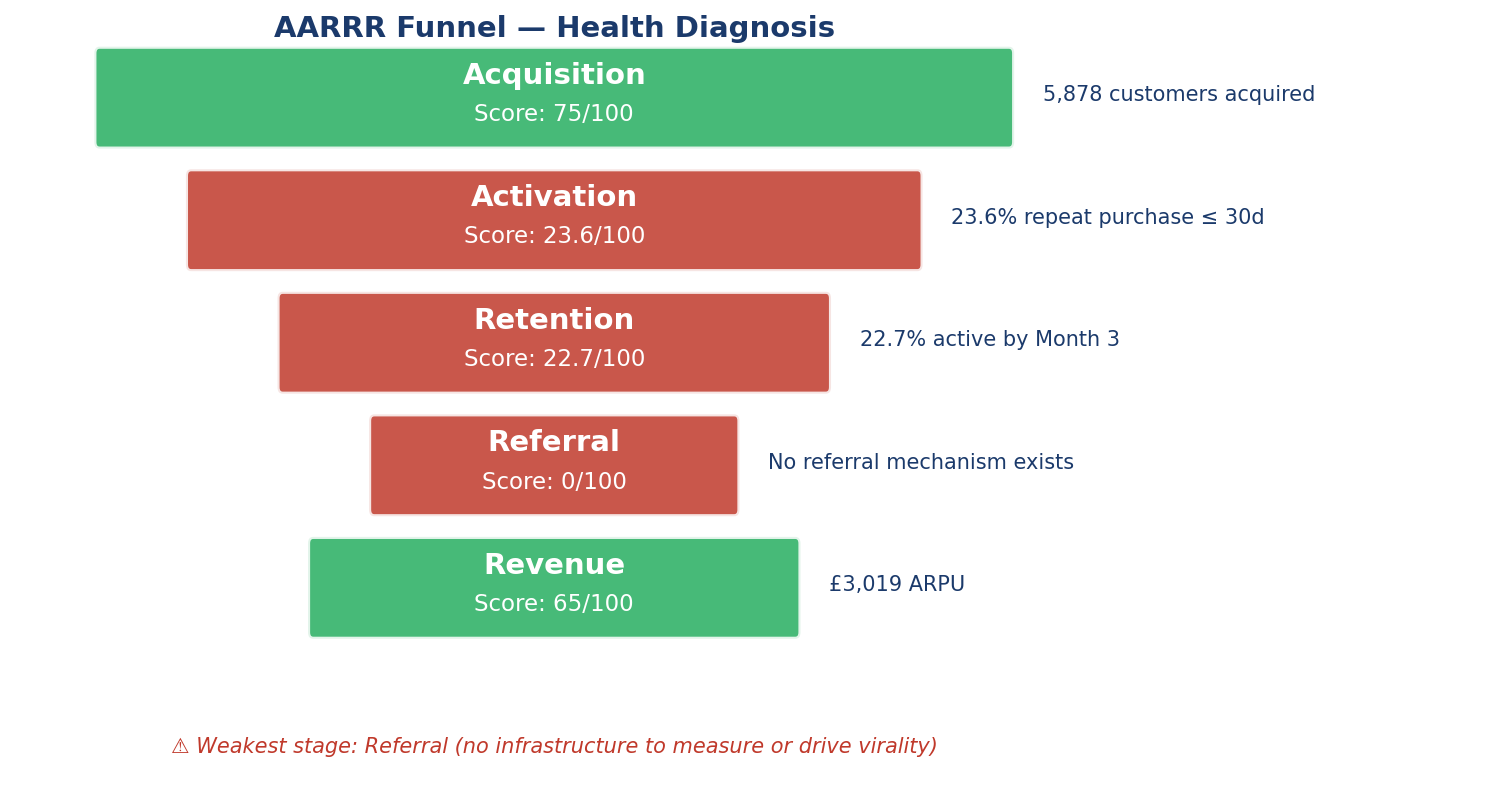 AARRR Funnel — Health Diagnosis
Acquisition
Score: 75/100
5,878 customers acquired
Activation
Score: 23.6/100
23.6% repeat purchase ≤ 30d
Retention
Score: 22.7/100
22.7% active by Month 3
Referral
Score: 0/100
No referral mechanism exists
Revenue
Score: 65/100
£3,019 ARPU
⚠ Weakest stage: Referral (no infrastructure to measure or drive virality)